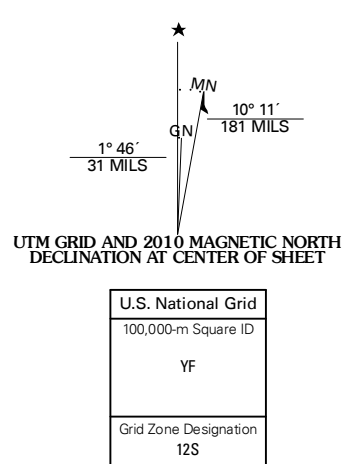 ★
MN
GN
10° 11´
181 MILS
1° 46´
31 MILS
UTM GRID AND 2010 MAGNETIC NORTH
DECLINATION AT CENTER OF SHEET
U.S. National Grid
100,000-m Square ID
YF
Grid Zone Designation
12S